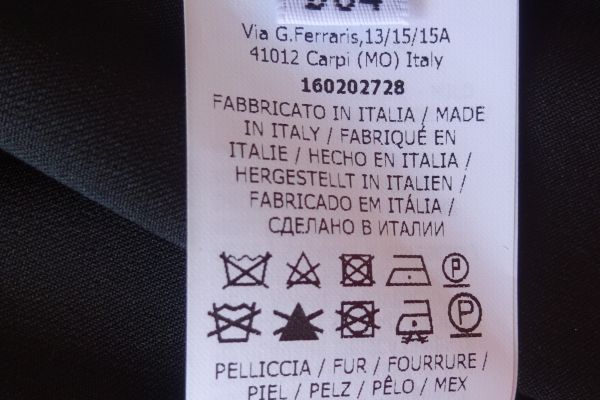 Via G.Ferraris,13/15/15A
41012 Carpi (MO) Italy
160202728
FABBRICATO IN ITALIA / MADE
IN ITALY / FABRIQUÉ EN
ITALIE / HECHO EN ITALIA /
HERGESTELLT IN ITALIEN /
FABRICADO EM ITÁLIA /
СДЕЛАНО В ИТАЛИИ
P
P
PELLICCIA / FUR / FOURRURE /
PIEL / PELZ / PÊLO / МЕХ